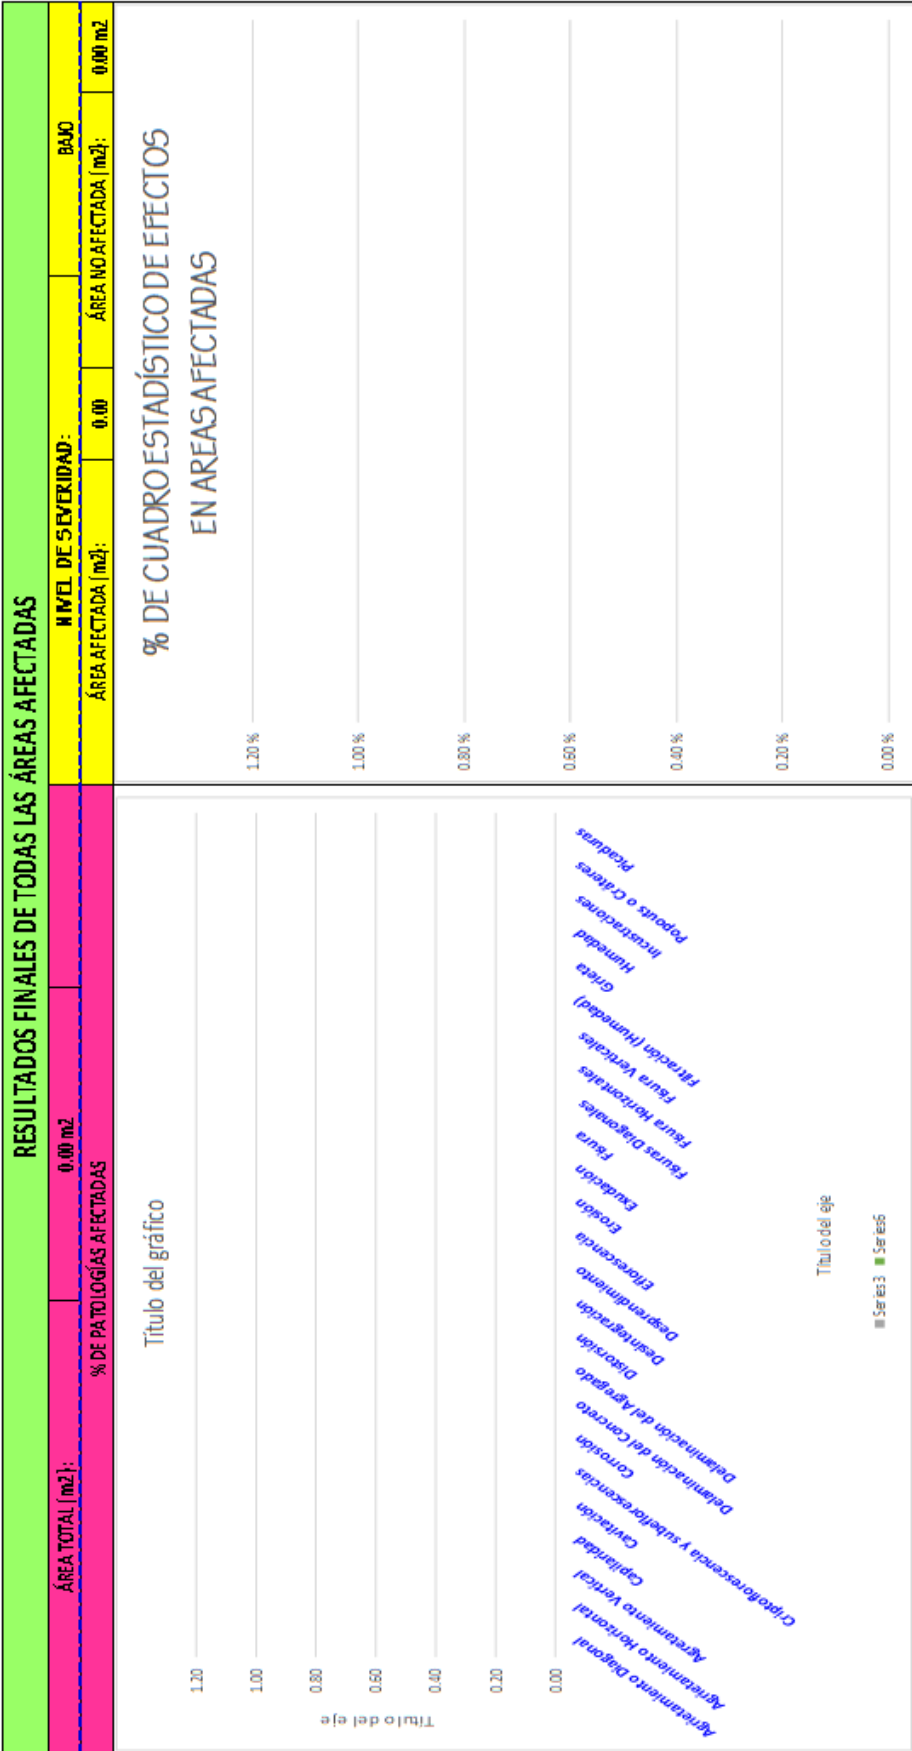 RESULTADOS FINALES DE TODAS LAS ÁREAS AFECTADAS
ÁREA TOTAL (m2): 0.00 m2 NIVEL DE SEVERIDAD: BAJO
% DE PATOLOGÍAS AFECTADAS ÁREA AFECTADA (m2): 0.00 ÁREA NO AFECTADA (m2): 0.00 m2
Título del gráfico
Título del eje
1.20
1.00
0.80
0.60
0.40
0.20
0.00
Agrietamiento Diagonal
Agrietamiento Horizontal
Agretamiento Vertical
Capilaridad
Cavitación
Criptoflorescencia y subeflorescencias
Corrosión
Delaminación del Concreto
Delaminación del Agregado
Distorsión
Desintegración
Desprendimiento
Eflorescencia
Erosión
Exudación
Fisura
Fisuras Diagonales
Fisura Horizontales
Fisura Verticales
Filtración (Humedad)
Grieta
Humedad
Incustraciones
Popouts o Cráteres
Picaduras
Título del eje
Series3 Series6
% DE CUADRO ESTADÍSTICO DE EFECTOS
EN AREAS AFECTADAS
1.20 %
1.00 %
0.80 %
0.60 %
0.40 %
0.20 %
0.00 %